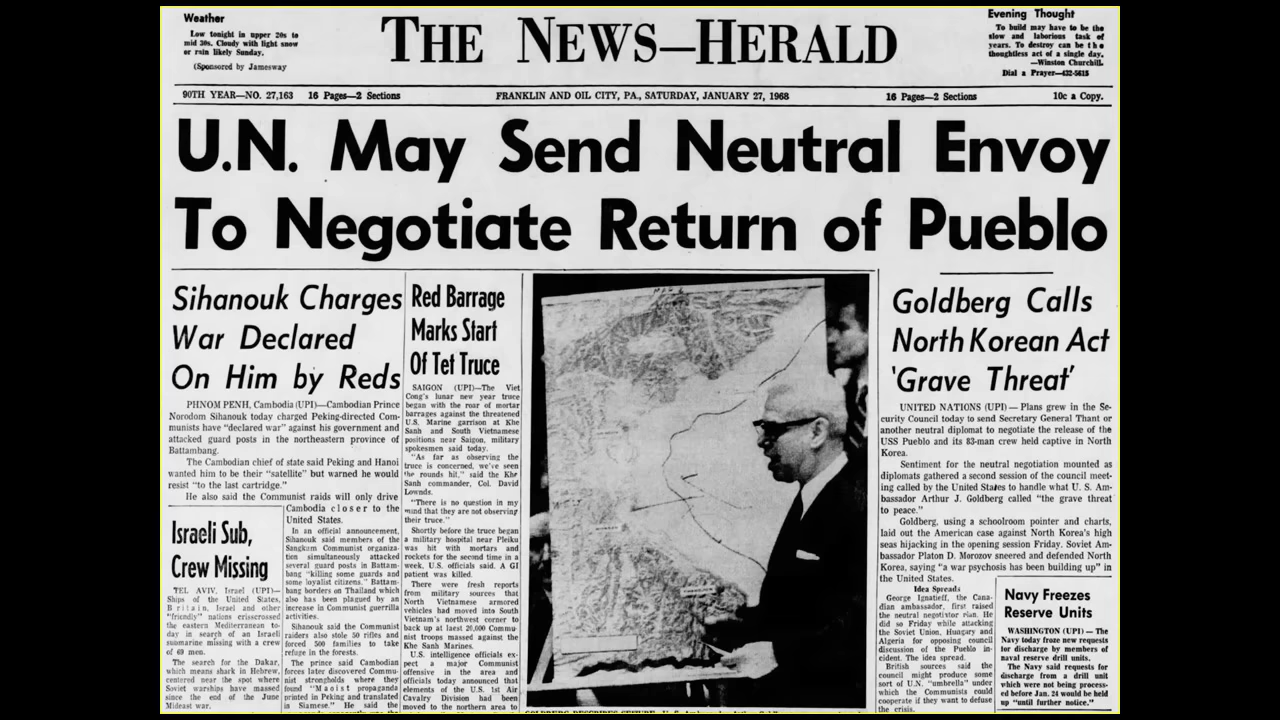 Weather
Low tonight in upper 20s to
mid 30s. Cloudy with light snow
or rain likely Sunday.
(Sponsored by Jamesway
THE NEWS—HERALD
Evening Thought
To build may have to be the
slow and laborious task of
years. To destroy can be the
thoughtless act of a single day.
—Winston Churchill.
Dial a Prayer—432-5615
90TH YEAR—NO. 27,163 16 Pages—2 Sections FRANKLIN AND OIL CITY, PA., SATURDAY, JANUARY 27, 1968 16 Pages—2 Sections 10c a Copy.
U.N. May Send Neutral Envoy
To Negotiate Return of Pueblo
Sihanouk Charges
War Declared
On Him by Reds
PHNOM PENH, Cambodia (UPI)—Cambodian Prince
Norodom Sihanouk today charged Peking-directed Com-
munists have "declared war" against his government and
attacked guard posts in the northeastern province of
Battambang.
The Cambodian chief of state said Peking and Hanoi
wanted him to be their "satellite" but warned he would
resist "to the last cartridge."
He also said the Communist raids will only drive
Cambodia closer to the
United States.
In an official announcement,
Sihanouk said members of the
Sangkum Communist organiza-
tion simultaneously attacked
several guard posts in Battam-
bang "killing some guards and
some loyalist citizens." Battam-
bang borders on Thailand which
also has been plagued by an
increase in Communist guerrilla
activities.
Sihanouk said the Communist
raiders also stole 50 rifles and
forced 500 families to take
refuge in the forests.
The prince said Cambodian
forces later discovered Commu-
nist strongholds where they
found "Maoist propaganda
printed in Peking and translated
in Siamese." He said the
Israeli Sub,
Crew Missing
TEL AVIV, Israel (UPI)—
Ships of the United States,
Britain, Israel and other
"friendly" nations crisscrossed
the eastern Mediterranean to-
day in search of an Israeli
submarine missing with a crew
of 69 men.
The search for the Dakar,
which means shark in Hebrew,
centered near the spot where
Soviet warships have massed
since the end of the June
Mideast war.
Red Barrage
Marks Start
Of Tet Truce
SAIGON (UPI)—The Viet
Cong's lunar new year truce
began with the roar of mortar
barrages against the threatened
U.S. Marine garrison at Khe
Sanh and South Vietnamese
positions near Saigon, military
spokesmen said today.
"As far as observing the
truce is concerned, we've seen
the rounds hit," said the Khe
Sanh commander, Col. David
Lownds.
"There is no question in my
mind that they are not observing
their truce."
Shortly before the truce began
a military hospital near Pleiku
was hit with mortars and
rockets for the second time in a
week, U.S. officials said. A GI
patient was killed.
There were fresh reports
from military sources that
North Vietnamese armored
vehicles had moved into South
Vietnam's northwest corner to
back up at least 20,000 Commu-
nist troops massed against the
Khe Sanh Marines.
U.S. intelligence officials ex-
pect a major Communist
offensive in the area and
officials today announced that
elements of the U.S. 1st Air
Cavalry Division had been
moved to the northern area to
Goldberg Calls
North Korean Act
'Grave Threat'
UNITED NATIONS (UPI) — Plans grew in the Se-
curity Council today to send Secretary General Thant or
another neutral diplomat to negotiate the release of the
USS Pueblo and its 83-man crew held captive in North
Korea.
Sentiment for the neutral negotiation mounted as
diplomats gathered a second session of the council meet-
ing called by the United States to handle what U. S. Am-
bassador Arthur J. Goldberg called "the grave threat
to peace."
Goldberg, using a schoolroom pointer and charts,
laid out the American case against North Korea's high
seas hijacking in the opening session Friday. Soviet Am-
bassador Platon D. Morozov sneered and defended North
Korea, saying "a war psychosis has been building up" in
the United States.
Idea Spreads
George Ignatieff, the Cana-
dian ambassador, first raised
the neutral negotiator plan. He
did so Friday while attacking
the Soviet Union, Hungary and
Algeria for opposing council
discussion of the Pueblo in-
cident. The idea spread.
British sources said the
council might produce some
sort of U.N. "umbrella" under
which the Communists could
cooperate if they want to defuse
the crisis.
Navy Freezes
Reserve Units
WASHINGTON (UPI) — The
Navy today froze new requests
for discharge by members of
naval reserve drill units.
The Navy said requests for
discharge from a drill unit
which were not being process-
ed before Jan. 24 would be held
up "until further notice."